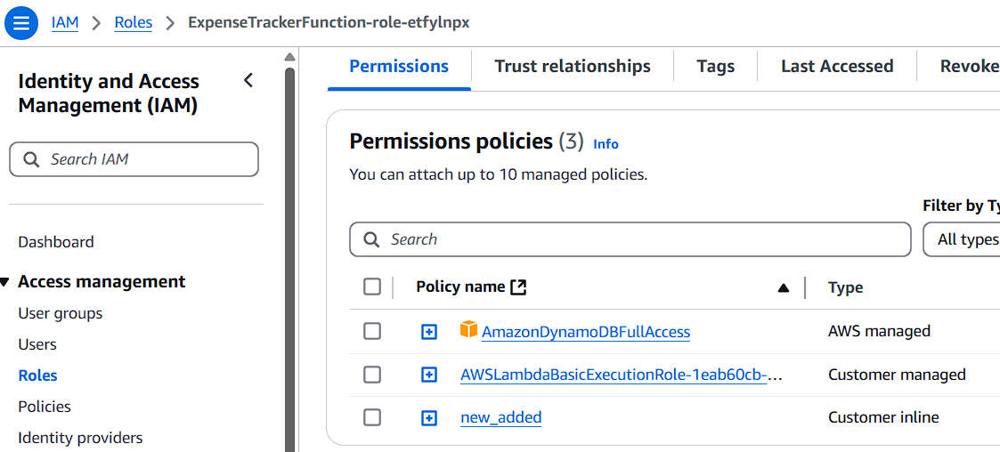 IAM > Roles > ExpenseTrackerFunction-role-etfylnpx
Identity and Access
Management (IAM)
Search IAM
Dashboard
Access management
User groups
Users
Roles
Policies
Identity providers
Permissions Trust relationships Tags Last Accessed Revoke
Permissions policies (3) Info
You can attach up to 10 managed policies.
Filter by Ty
Search All types
Policy name Type
AmazonDynamoDBFullAccess AWS managed
AWSLambdaBasicExecutionRole-1eab60cb-... Customer managed
new_added Customer inline